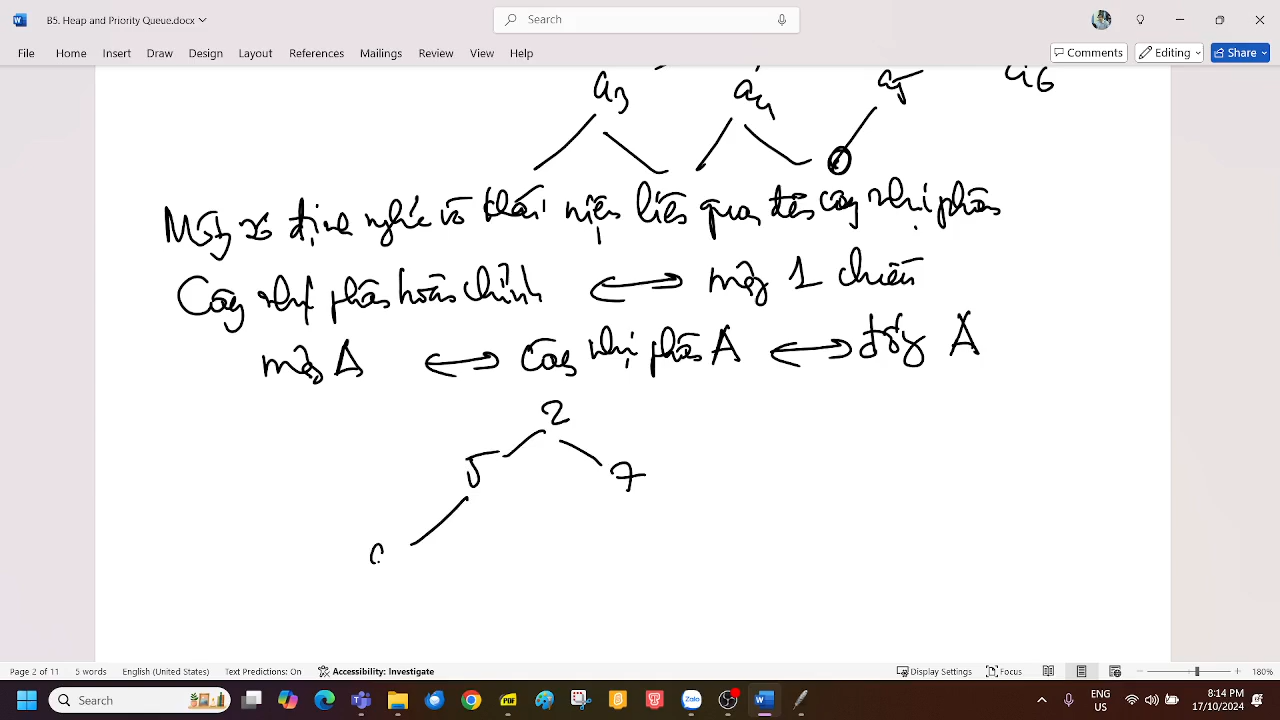 B5. Heap and Priority Queue.docx
Search
File Home Insert Draw Design Layout References Mailings Review View Help
Comments Editing Share
a3 a4 a5 a6
Một số định nghĩa và khái niệm liên quan đến cây nhị phân
Cây nhị phân hoàn chỉnh ⟷ mảng 1 chiều
mảng A ⟷ Cây nhị phân A ⟷ dãy A
2
5 7
Page 2 of 11 5 words English (United States) Text Predictions: On Accessibility: Investigate Display Settings Focus 180%
Search PDF Zalo ENG US 8:14 PM 17/10/2024